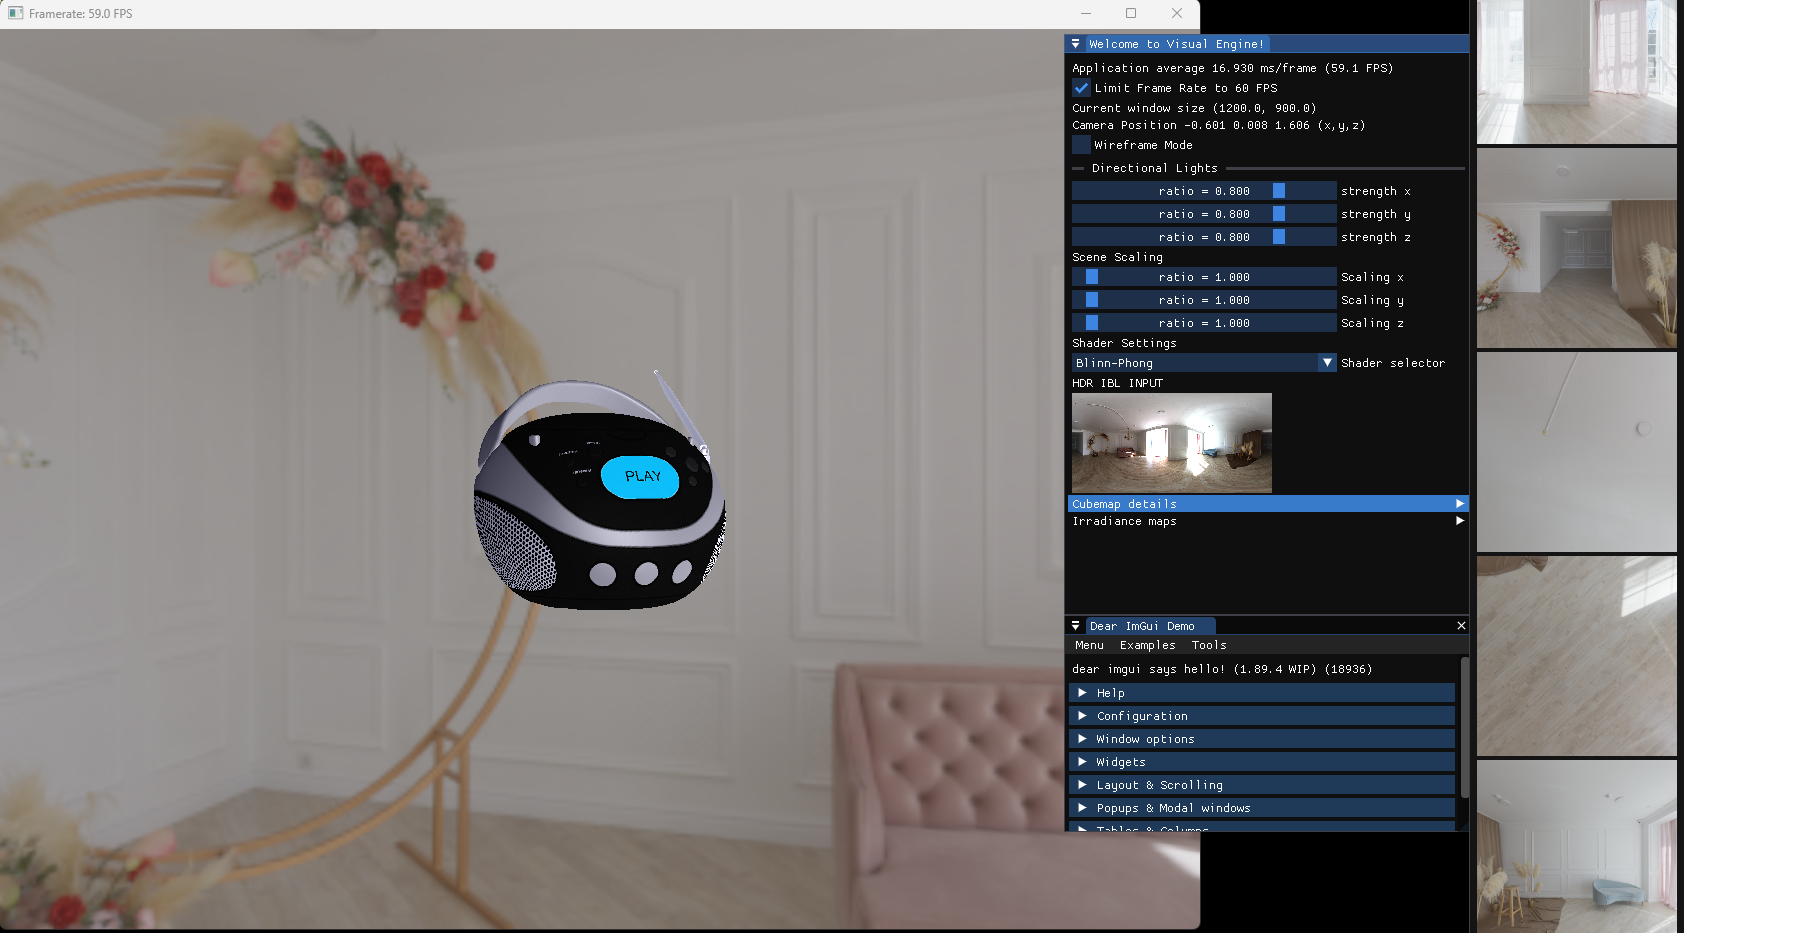 Framerate: 59.0 FPS
Welcome to Visual Engine!
Application average 16.930 ms/frame (59.1 FPS)
Limit Frame Rate to 60 FPS
Current window size (1200.0, 900.0)
Camera Position -0.601 0.008 1.606 (x,y,z)
Wireframe Mode
Directional Lights
ratio = 0.800 strength x
ratio = 0.800 strength y
ratio = 0.800 strength z
Scene Scaling
ratio = 1.000 Scaling x
ratio = 1.000 Scaling y
ratio = 1.000 Scaling z
Shader Settings
Blinn-Phong Shader selector
HDR IBL INPUT
Cubemap details
Irradiance maps
Dear ImGui Demo
Menu Examples Tools
dear imgui says hello! (1.89.4 WIP) (18936)
Help
Configuration
Window options
Widgets
Layout & Scrolling
Popups & Modal windows
Tables & Columns
PLAY